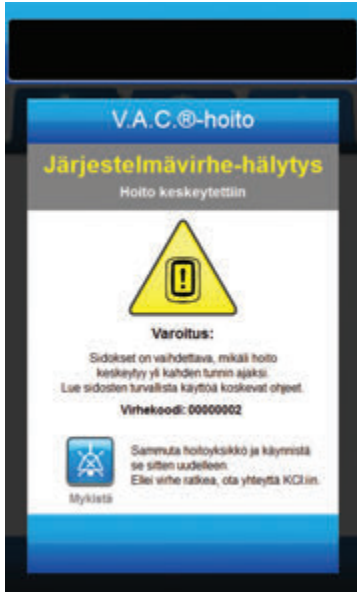 V.A.C.®-hoito
Järjestelmävirhe-hälytys
Hoito keskeytettiin
Varoitus:
Sidokset on vaihdettava, mikäli hoito
keskeytyy yli kahden tunnin ajaksi.
Lue sidosten turvallista käyttöä koskevat ohjeet.
Virhekoodi: 00000002
Sammuta hoitoyksikkö ja käynnistä
se sitten uudelleen.
Ellei virhe ratkea, ota yhteyttä KCI:iin.
Mykistä